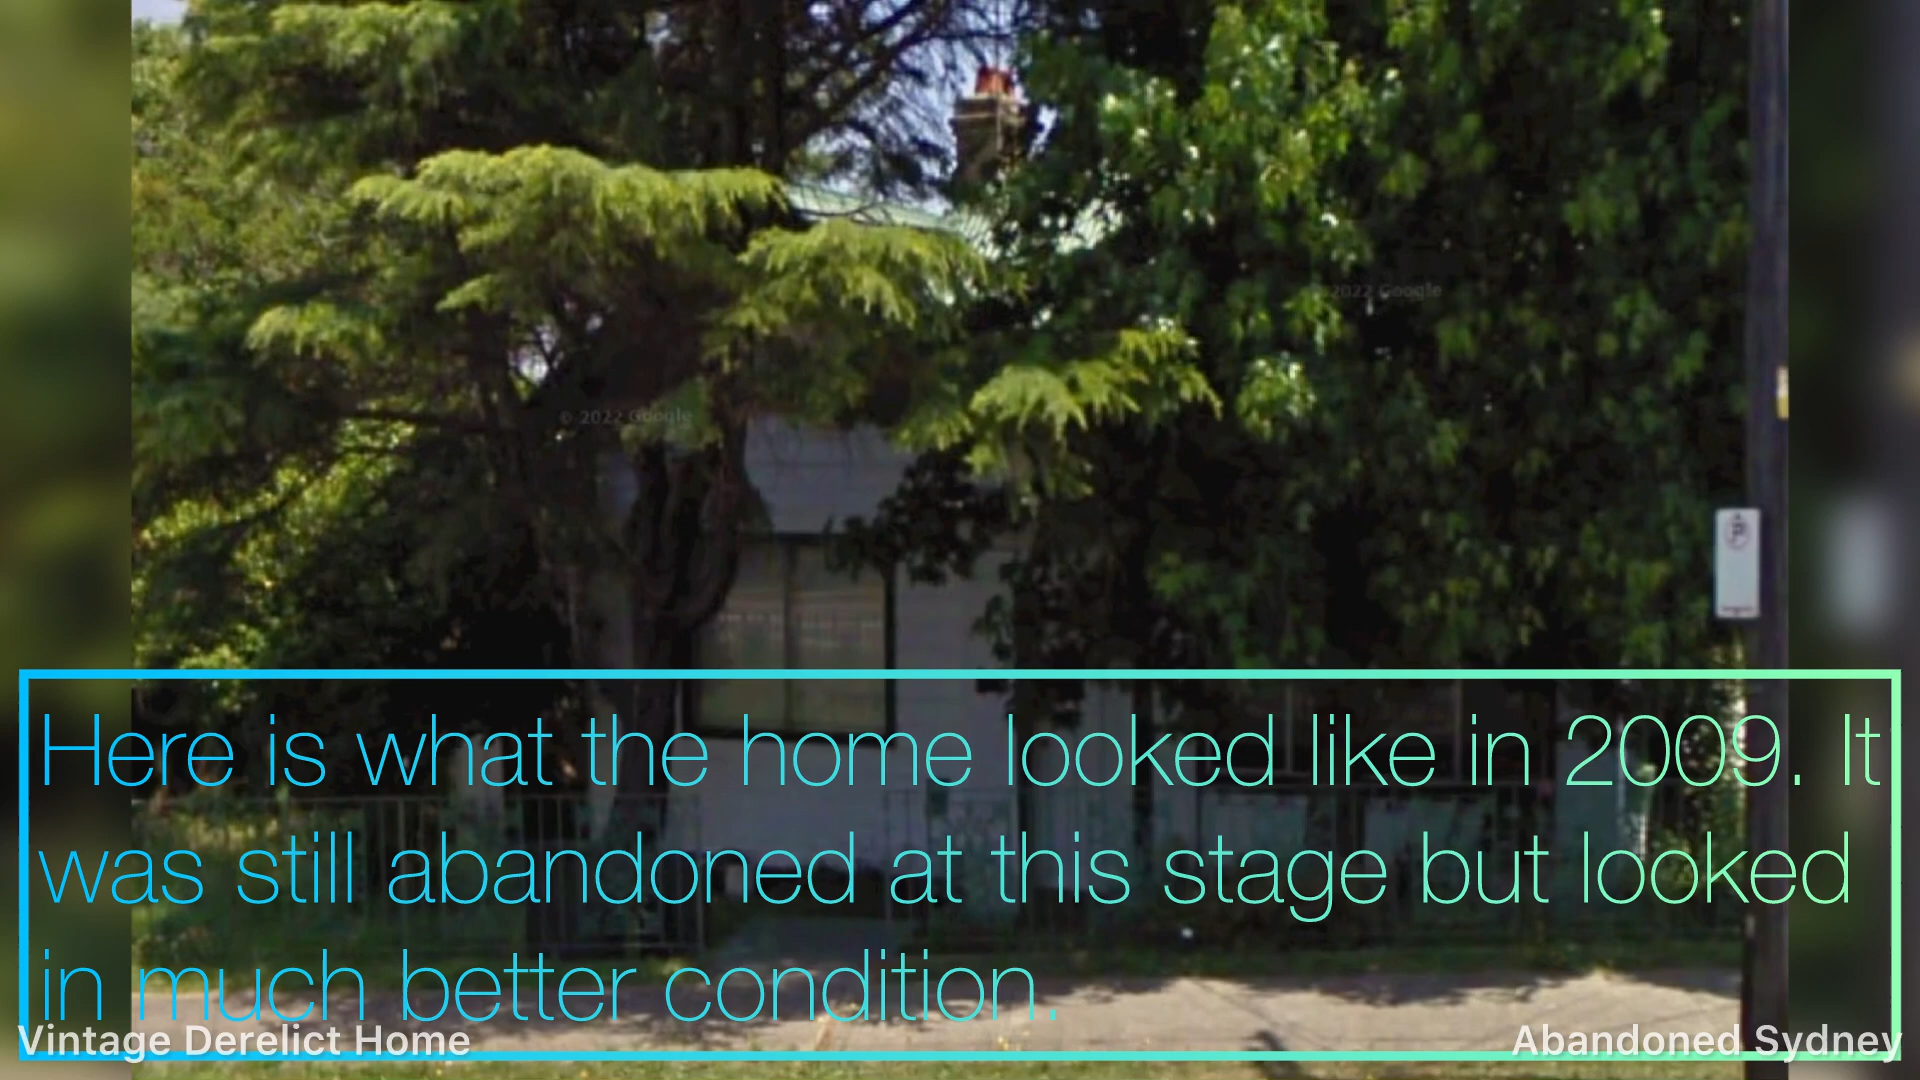 © 2022 Google
© 2022 Google
P
Here is what the home looked like in 2009. It
was still abandoned at this stage but looked
in much better condition.
Vintage Derelict Home
Abandoned Sydney